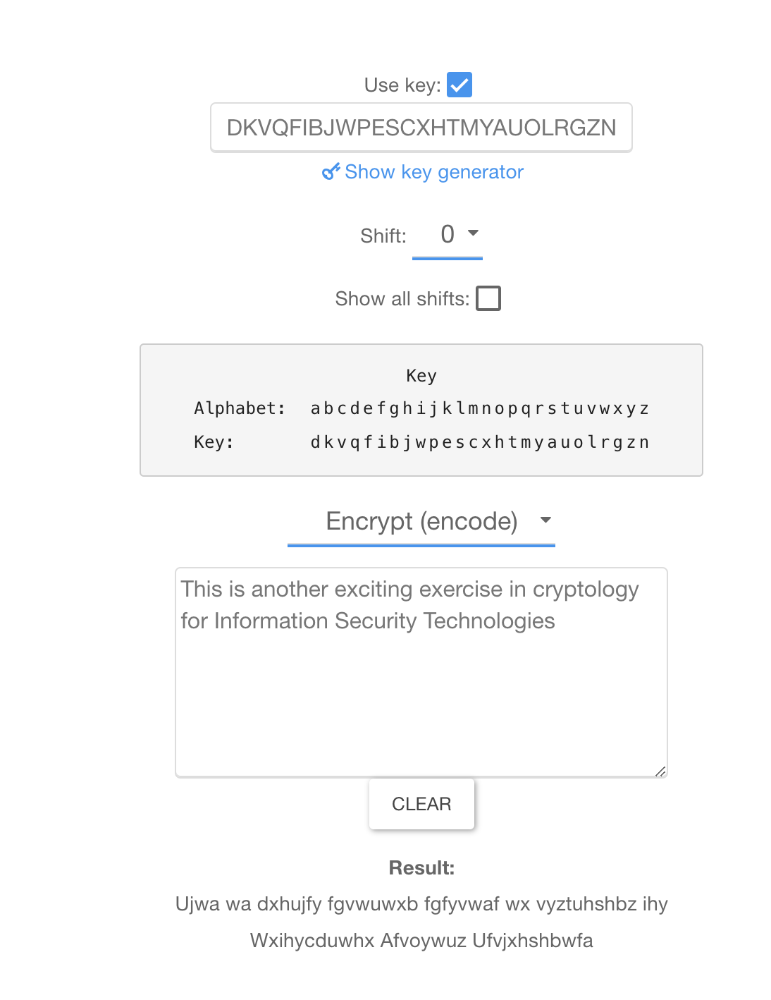 Use key:
DKVQFIBJWPESCXHTMYAUOLRGZN
Show key generator
Shift: 0
Show all shifts:
Key
Alphabet: a b c d e f g h i j k l m n o p q r s t u v w x y z
Key: d k v q f i b j w p e s c x h t m y a u o l r g z n
Encrypt (encode)
This is another exciting exercise in cryptology
for Information Security Technologies
CLEAR
Result:
Ujwa wa dxhujfy fgvwuwxb fgfyvwaf wx vyztuhshbz ihy
Wxihycduwhx Afvoywuz Ufvjxhshbwfa